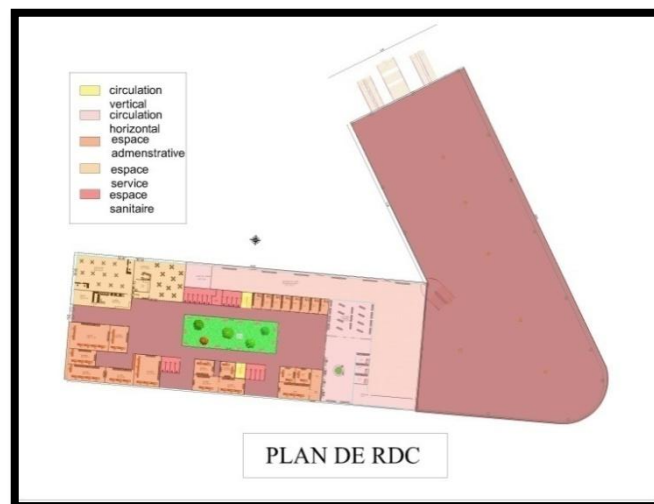 circulation
vertical
circulation
horizontal
espace
admenstrative
espace
service
espace
sanitaire
PLAN DE RDC